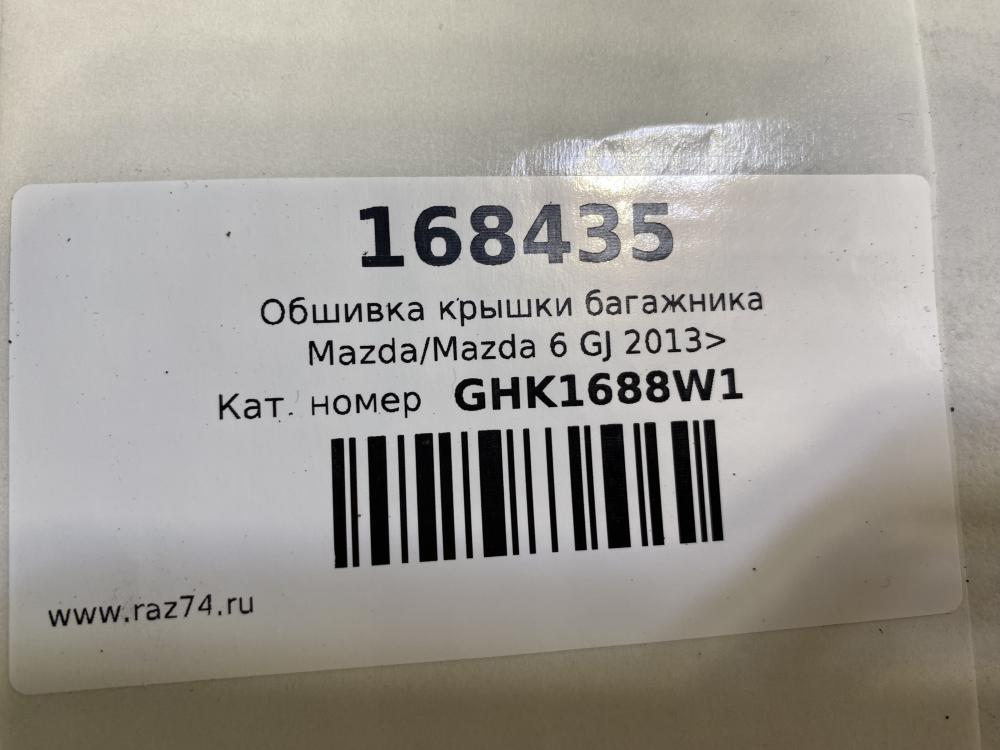 168435
Обшивка крышки багажника
Mazda/Mazda 6 GJ 2013>
Кат. номер GHK1688W1
www.raz74.ru